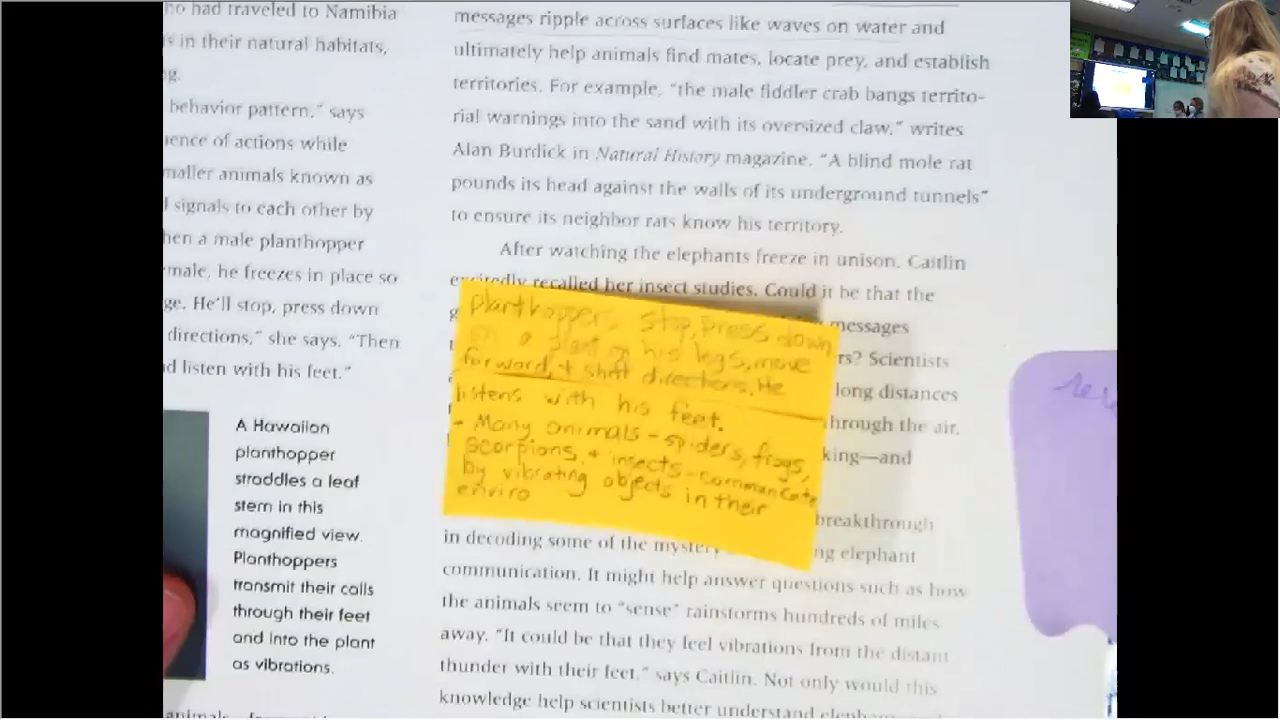 ho had traveled to Namibia
s in their natural habitats,
g.
behavior pattern," says
ience of actions while
maller animals known as
l signals to each other by
hen a male planthopper
male, he freezes in place so
ge. He'll stop, press down
directions," she says. "Then
d listen with his feet."
A Hawaiian
planthopper
straddles a leaf
stem in this
magnified view.
Planthoppers
transmit their calls
through their feet
and into the plant
as vibrations.
messages ripple across surfaces like waves on water and
ultimately help animals find mates, locate prey, and establish
territories. For example, "the male fiddler crab bangs territo-
rial warnings into the sand with its oversized claw," writes
Alan Burdick in Natural History magazine. "A blind mole rat
pounds its head against the walls of its underground tunnels"
to ensure its neighbor rats know his territory.
After watching the elephants freeze in unison, Caitlin
excitedly recalled her insect studies. Could it be that the
messages
rs? Scientists
long distances
hrough the air,
king—and
breakthrough
in decoding some of the mystery ng elephant
communication. It might help answer questions such as how
the animals seem to "sense" rainstorms hundreds of miles
away. "It could be that they feel vibrations from the distant
thunder with their feet," says Caitlin. Not only would this
knowledge help scientists better understand
planthoppers stop, press down
on a plant on his legs, move
forward, + shift directions. He
listens with his feet.
- Many animals - spiders, frogs,
scorpions, + insects - communcate
by vibrating objects in their
enviro